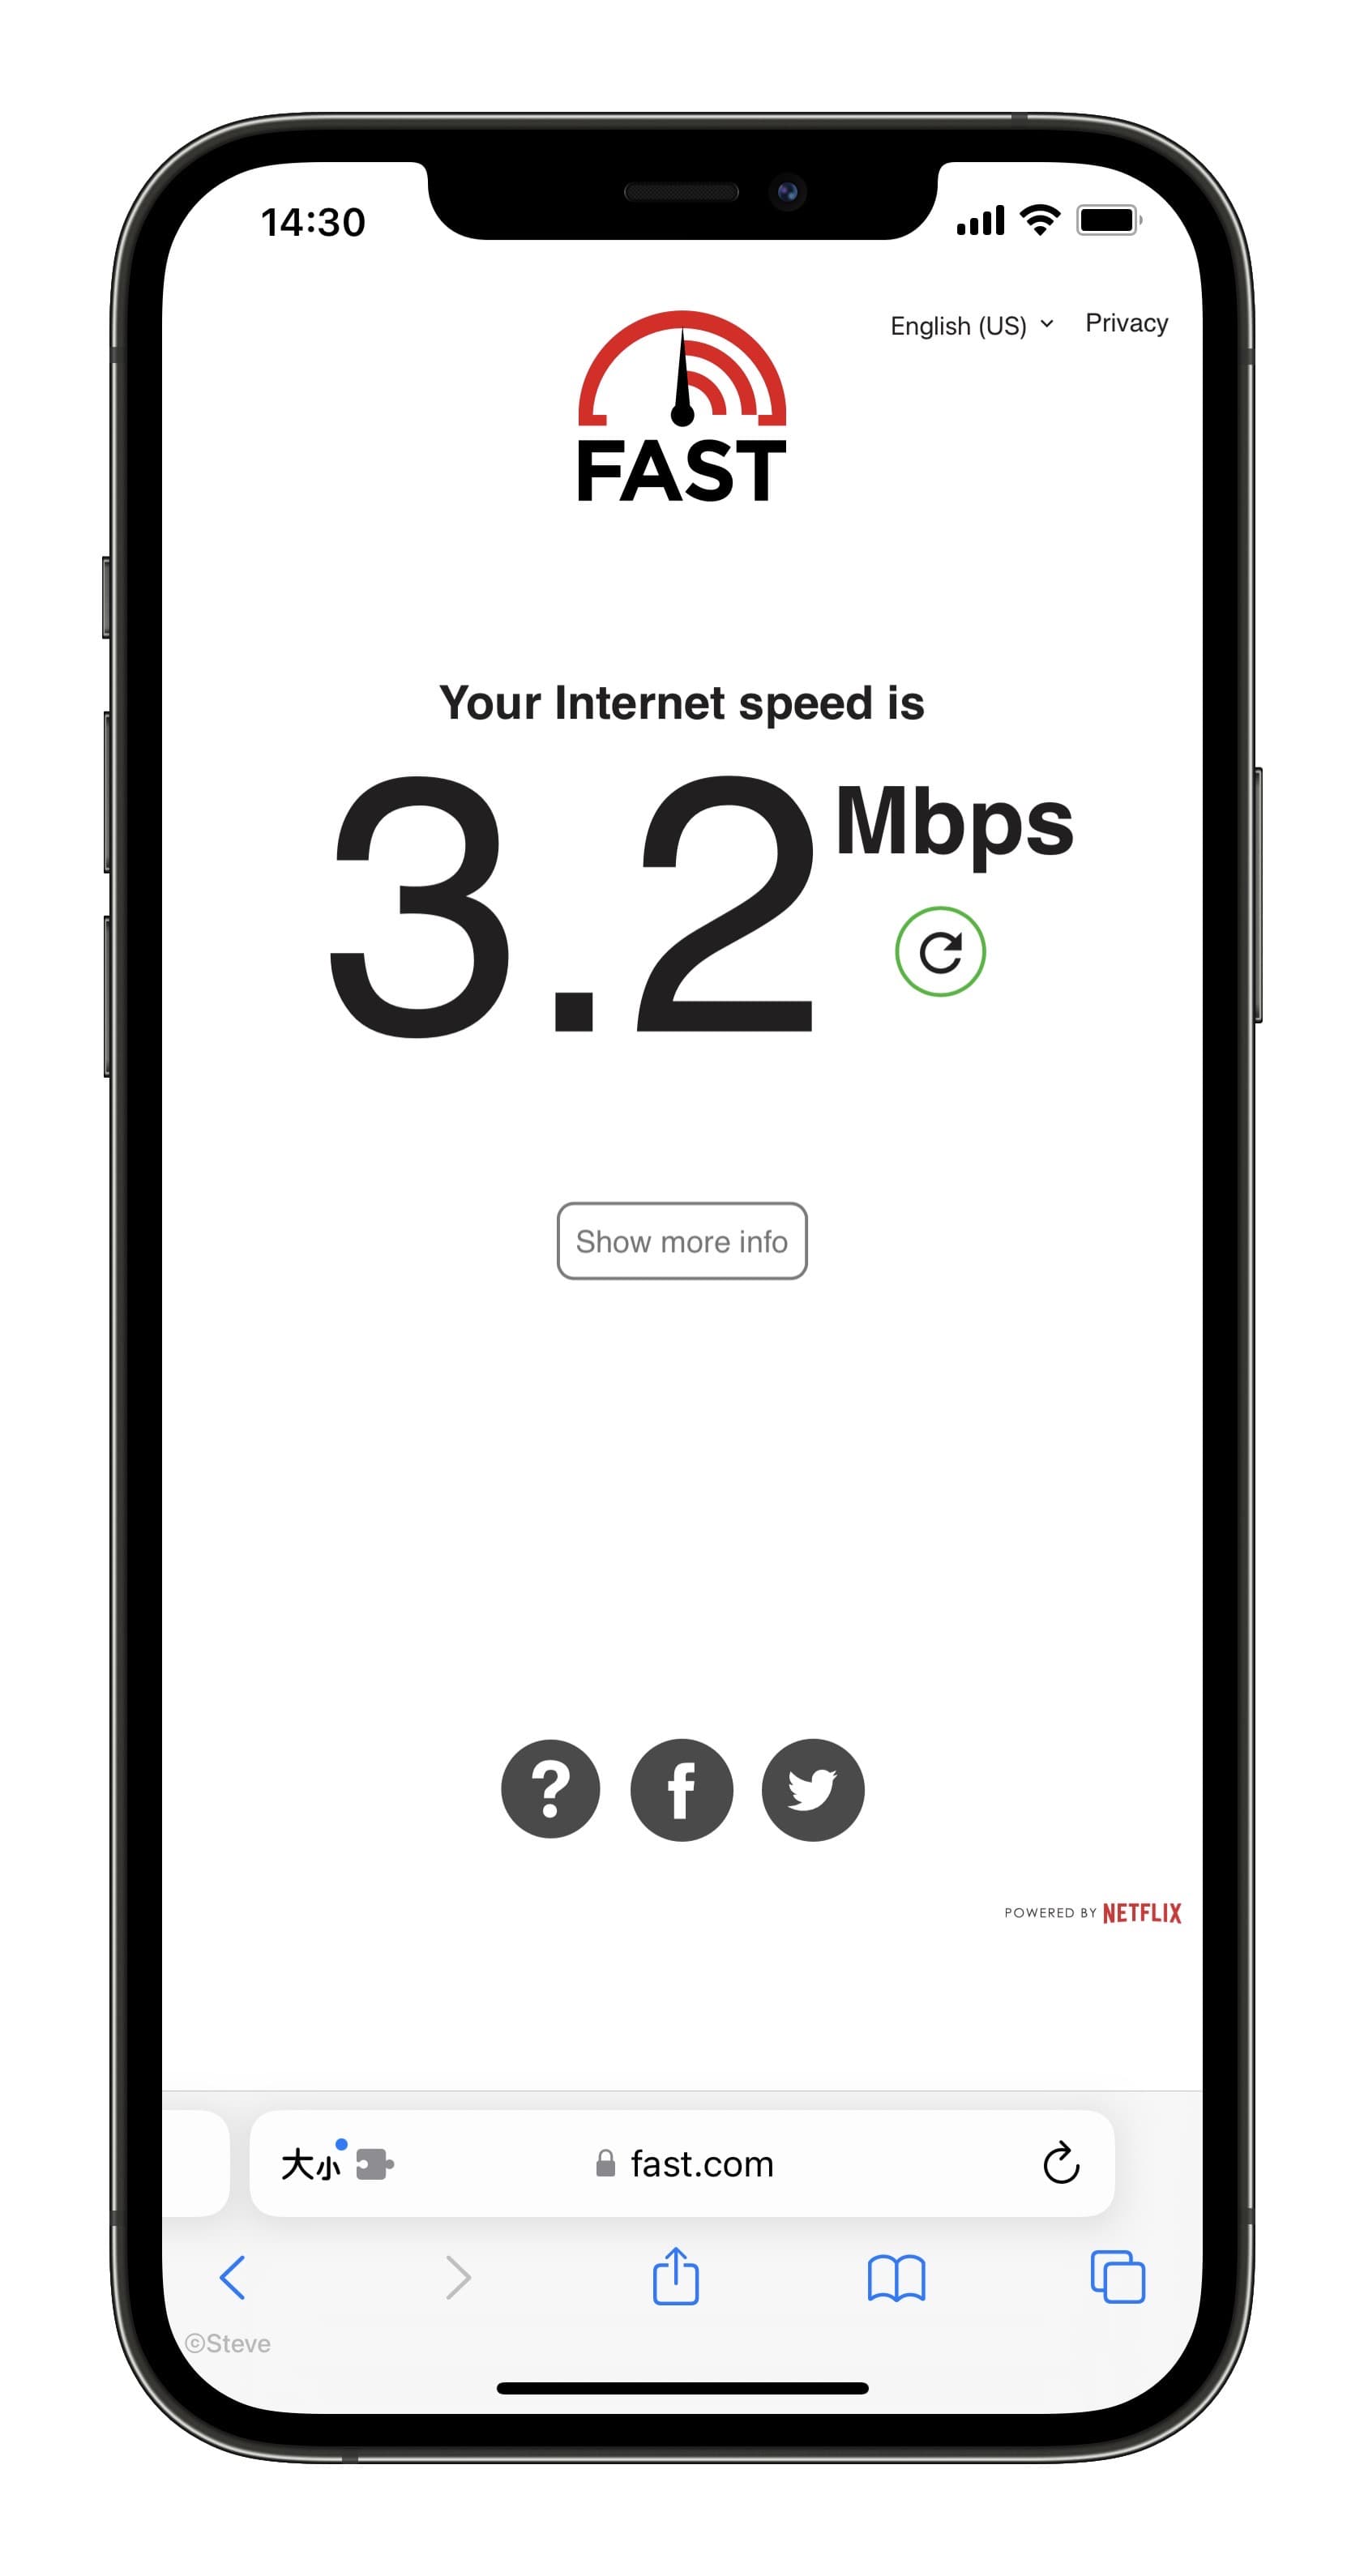 14:30
English (US) Privacy
FAST
Your Internet speed is
3.2 Mbps
Show more info
?
f
POWERED BY NETFLIX
大小 fast.com
©Steve